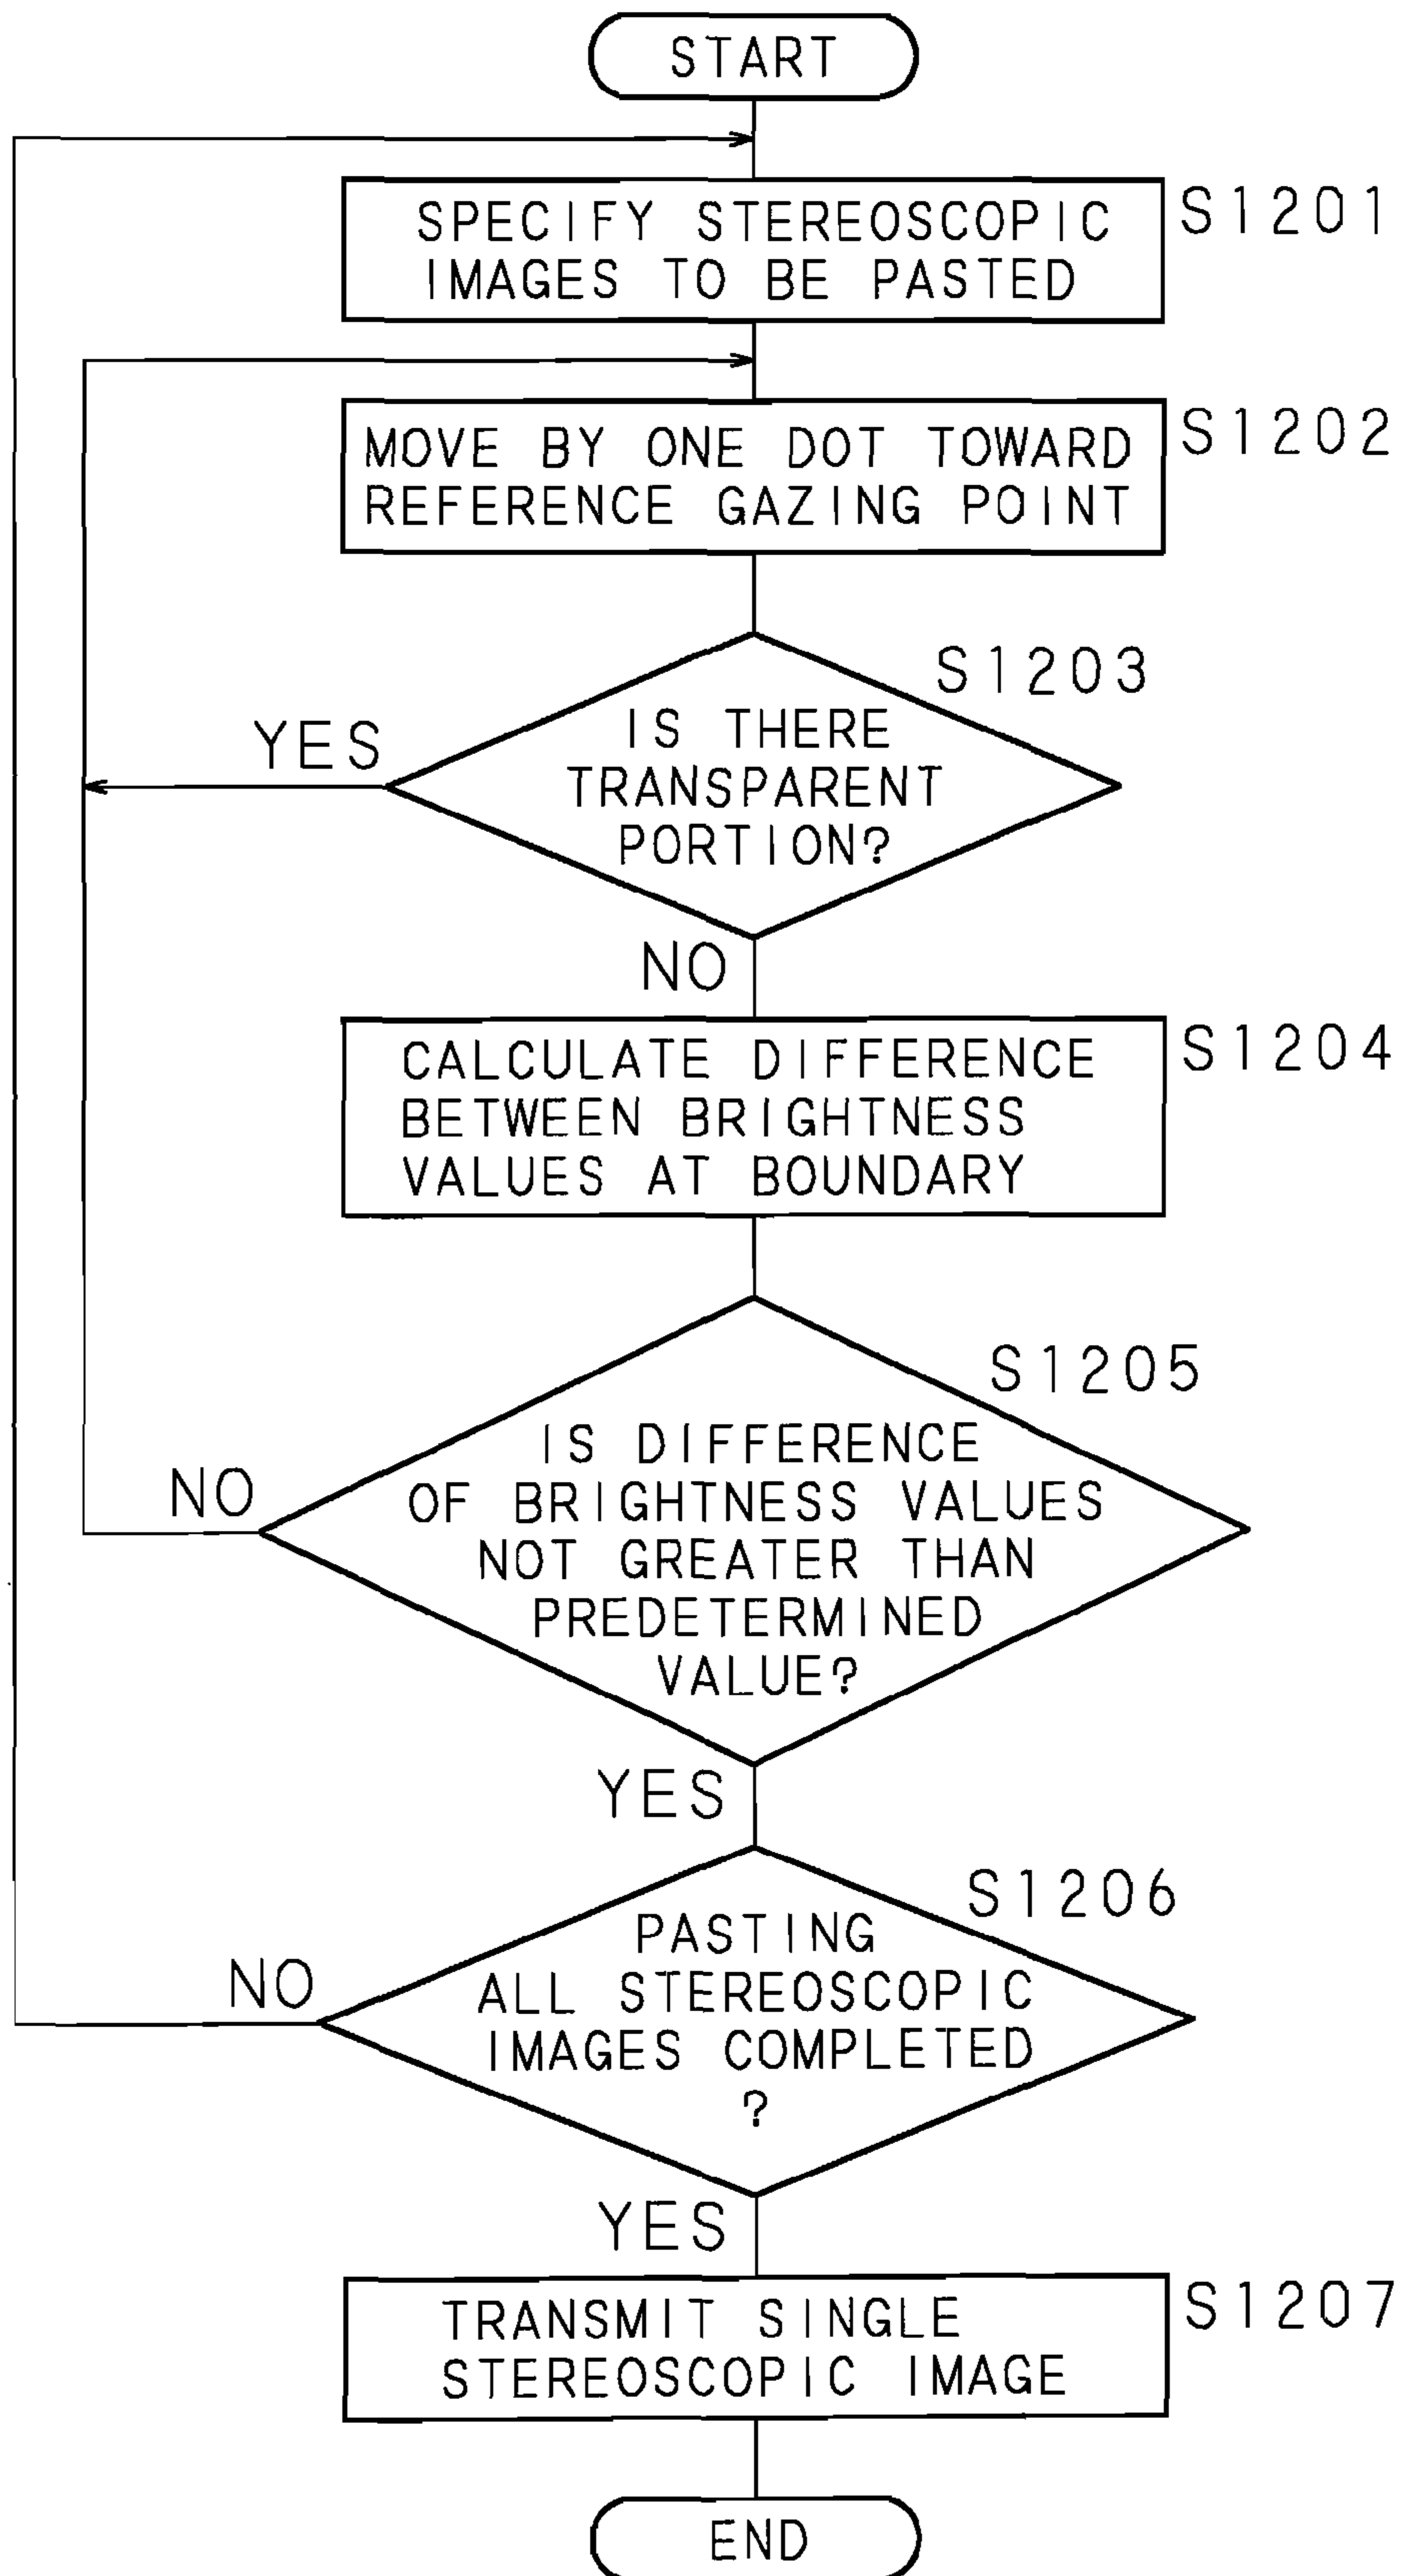 START
S1201
SPECIFY STEREOSCOPIC
IMAGES TO BE PASTED
S1202
MOVE BY ONE DOT TOWARD
REFERENCE GAZING POINT
S1203
IS THERE
TRANSPARENT
PORTION?
YES
NO
S1204
CALCULATE DIFFERENCE
BETWEEN BRIGHTNESS
VALUES AT BOUNDARY
S1205
IS DIFFERENCE
OF BRIGHTNESS VALUES
NOT GREATER THAN
PREDETERMINED
VALUE?
NO
YES
S1206
PASTING
ALL STEREOSCOPIC
IMAGES COMPLETED
?
NO
YES
S1207
TRANSMIT SINGLE
STEREOSCOPIC IMAGE
END